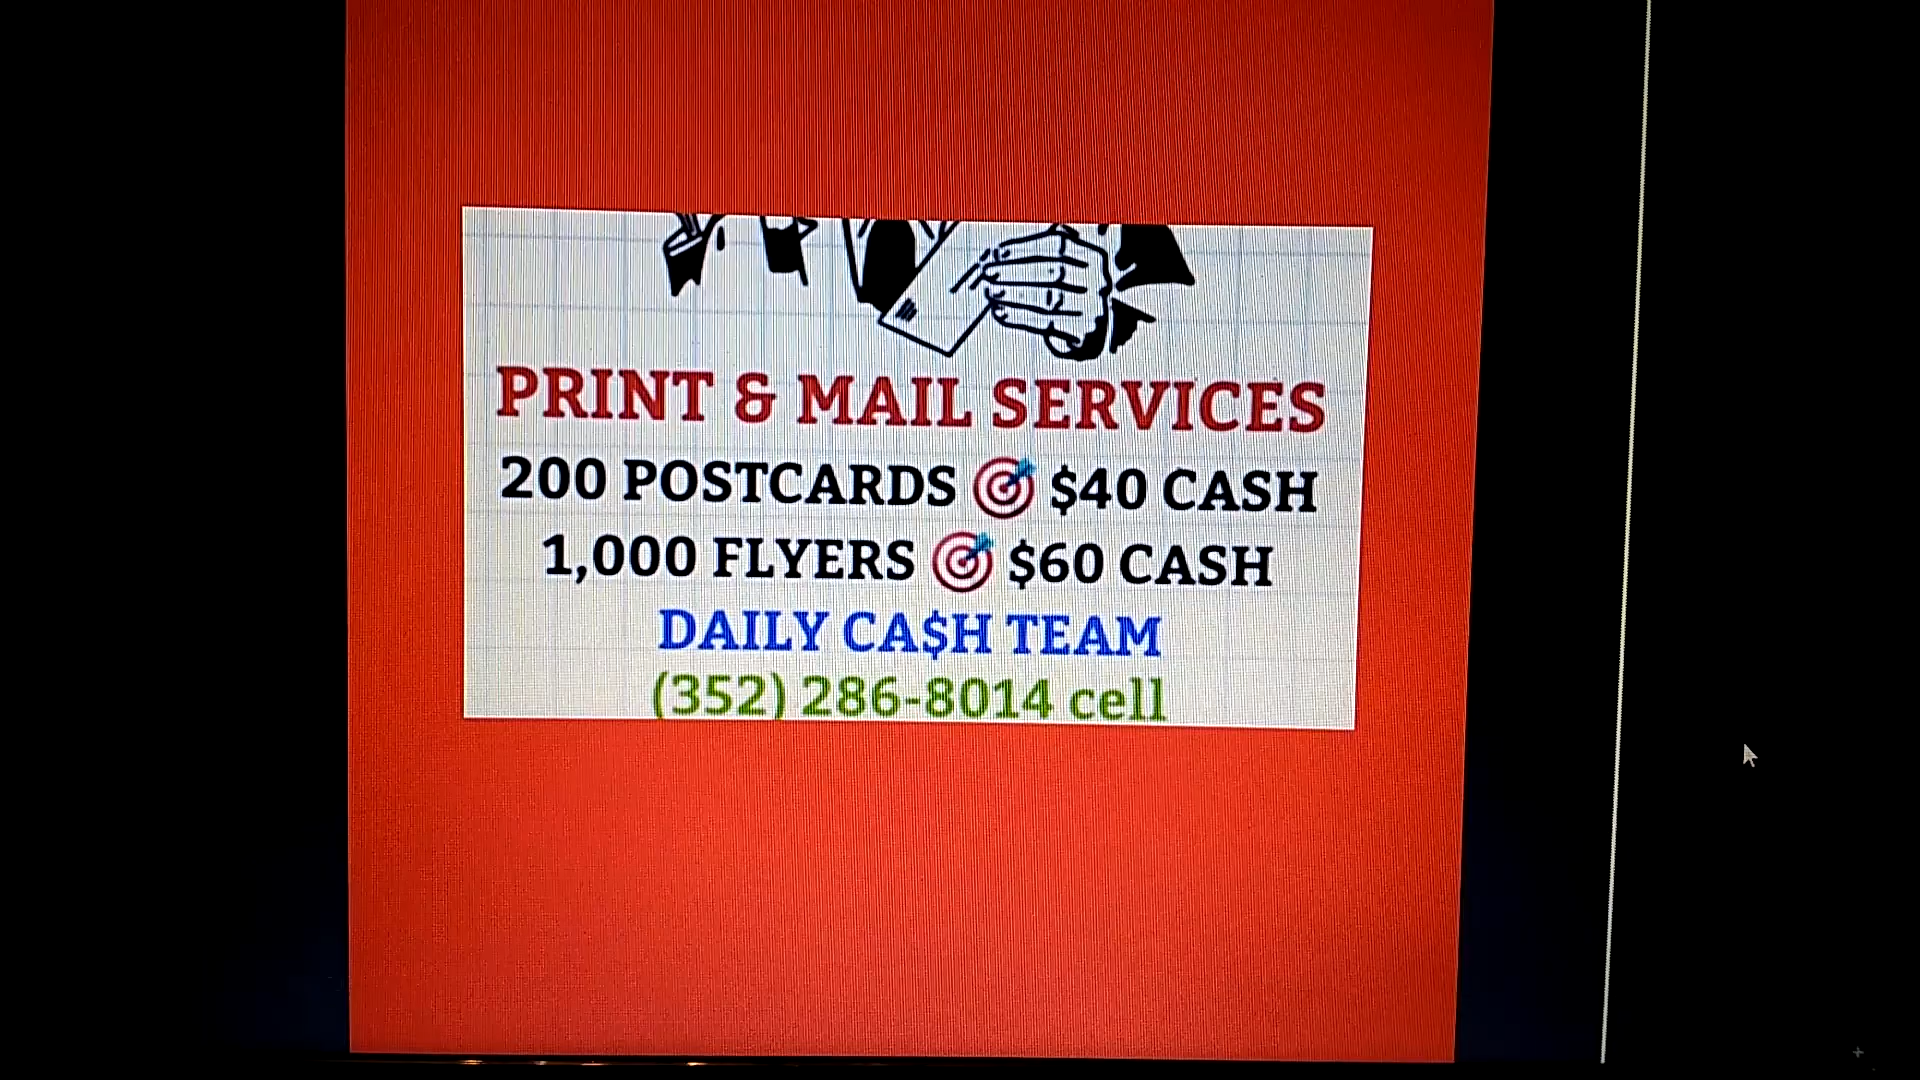 PRINT & MAIL SERVICES
200 POSTCARDS 🎯 $40 CASH
1,000 FLYERS 🎯 $60 CASH
DAILY CA$H TEAM
(352) 286-8014 cell